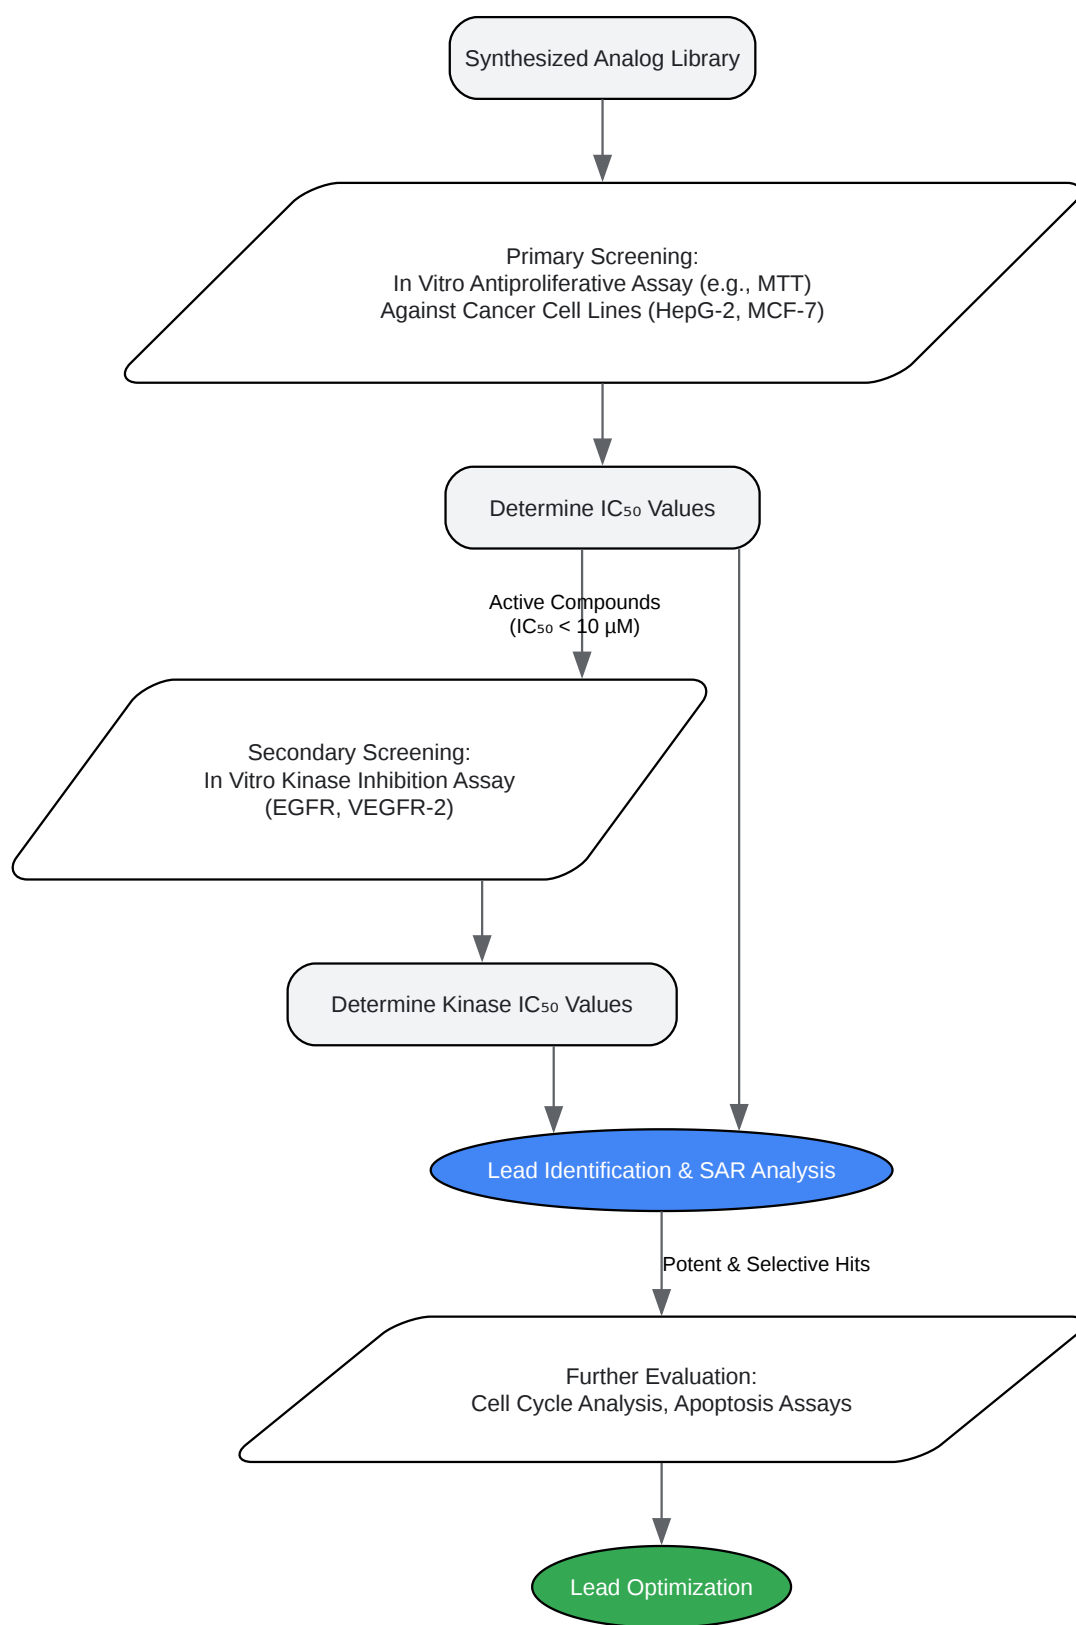 Synthesized Analog Library
Primary Screening:
In Vitro Antiproliferative Assay (e.g., MTT)
Against Cancer Cell Lines (HepG-2, MCF-7)
Determine IC₅₀ Values
Active Compounds
(IC₅₀ < 10 µM)
Secondary Screening:
In Vitro Kinase Inhibition Assay
(EGFR, VEGFR-2)
Determine Kinase IC₅₀ Values
Lead Identification & SAR Analysis
Potent & Selective Hits
Further Evaluation:
Cell Cycle Analysis, Apoptosis Assays
Lead Optimization